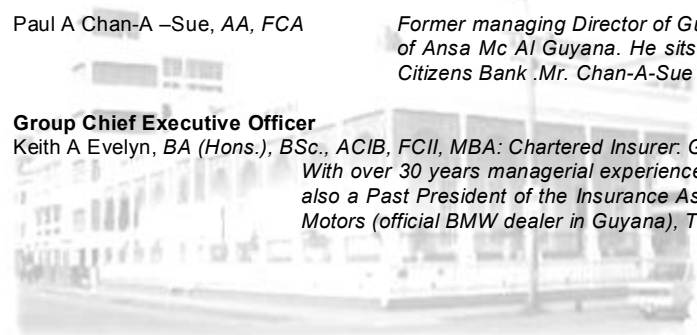 Paul A Chan-A –Sue, AA, FCA Former managing Director of Gu
of Ansa Mc Al Guyana. He sits
Citizens Bank .Mr. Chan-A-Sue
Group Chief Executive Officer
Keith A Evelyn, BA (Hons.), BSc., ACIB, FCII, MBA: Chartered Insurer: G
With over 30 years managerial experience
also a Past President of the Insurance As
Motors (official BMW dealer in Guyana), T